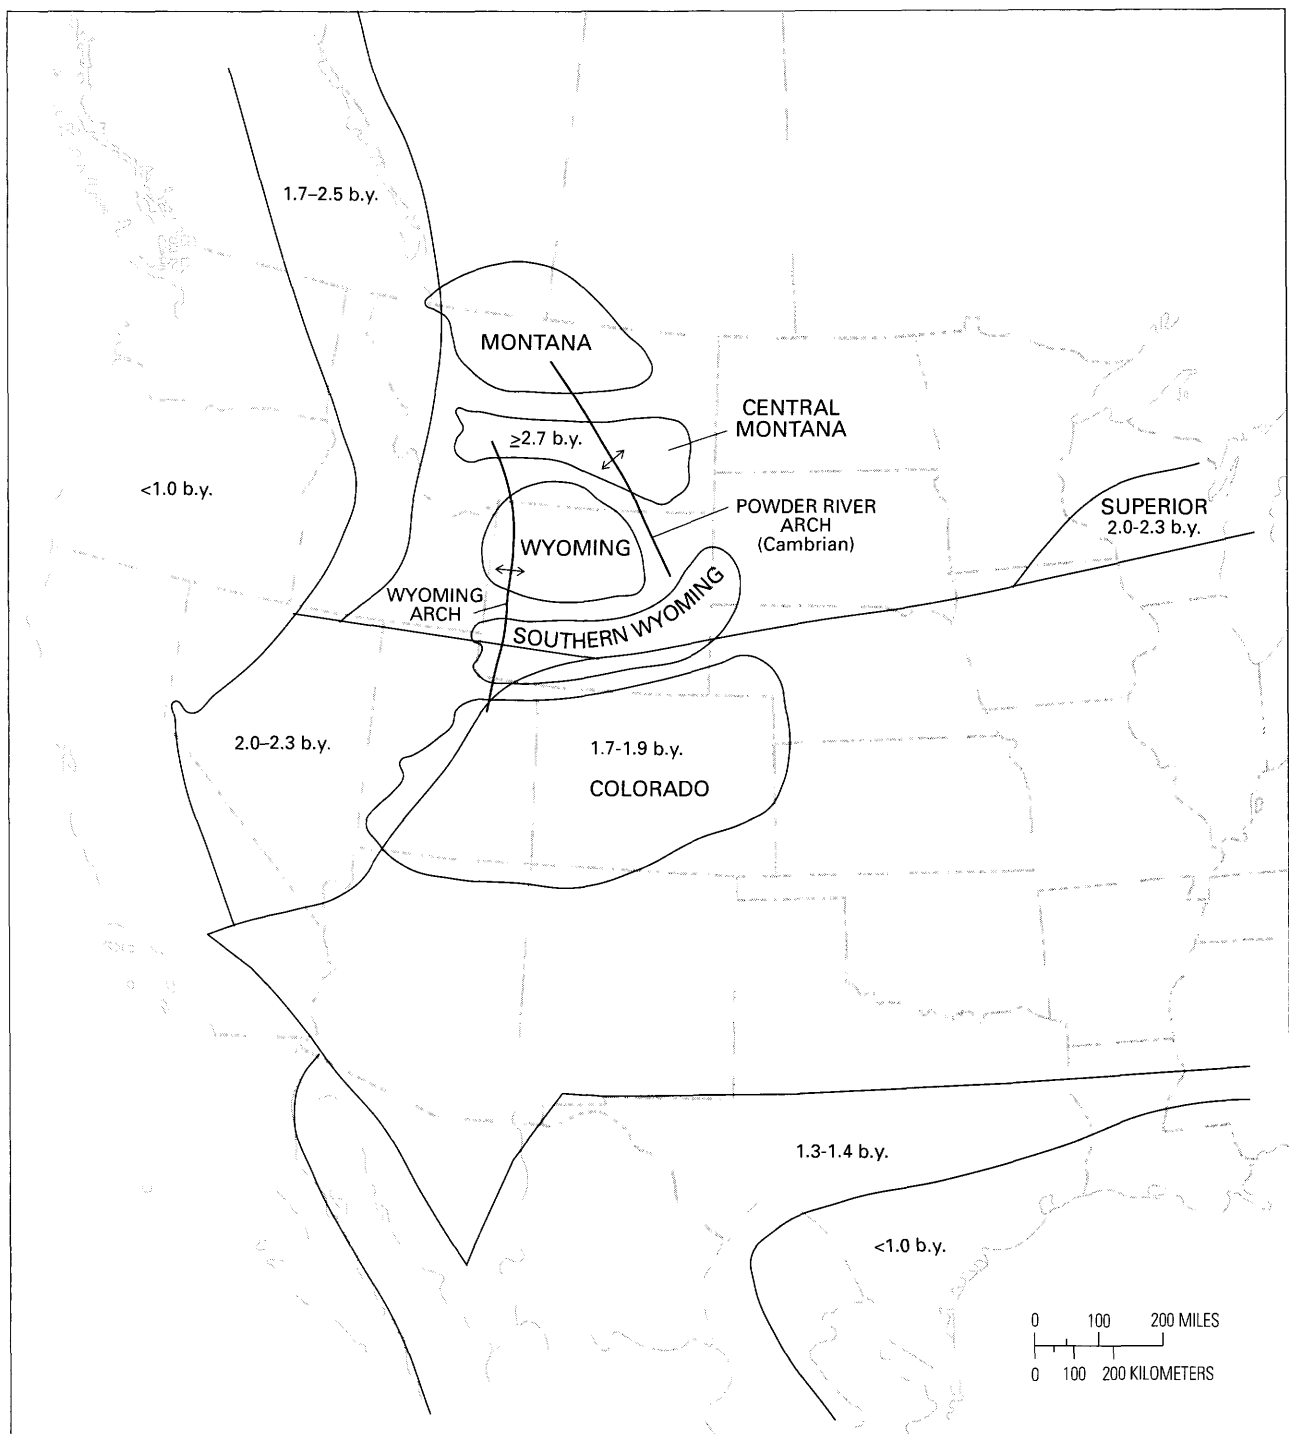 1.7–2.5 b.y.
MONTANA
CENTRAL
MONTANA
≥2.7 b.y.
<1.0 b.y.
POWDER RIVER
ARCH
(Cambrian)
SUPERIOR
2.0-2.3 b.y.
WYOMING
WYOMING
ARCH
SOUTHERN WYOMING
2.0–2.3 b.y.
1.7-1.9 b.y.
COLORADO
1.3-1.4 b.y.
<1.0 b.y.
0 100 200 MILES
0 100 200 KILOMETERS